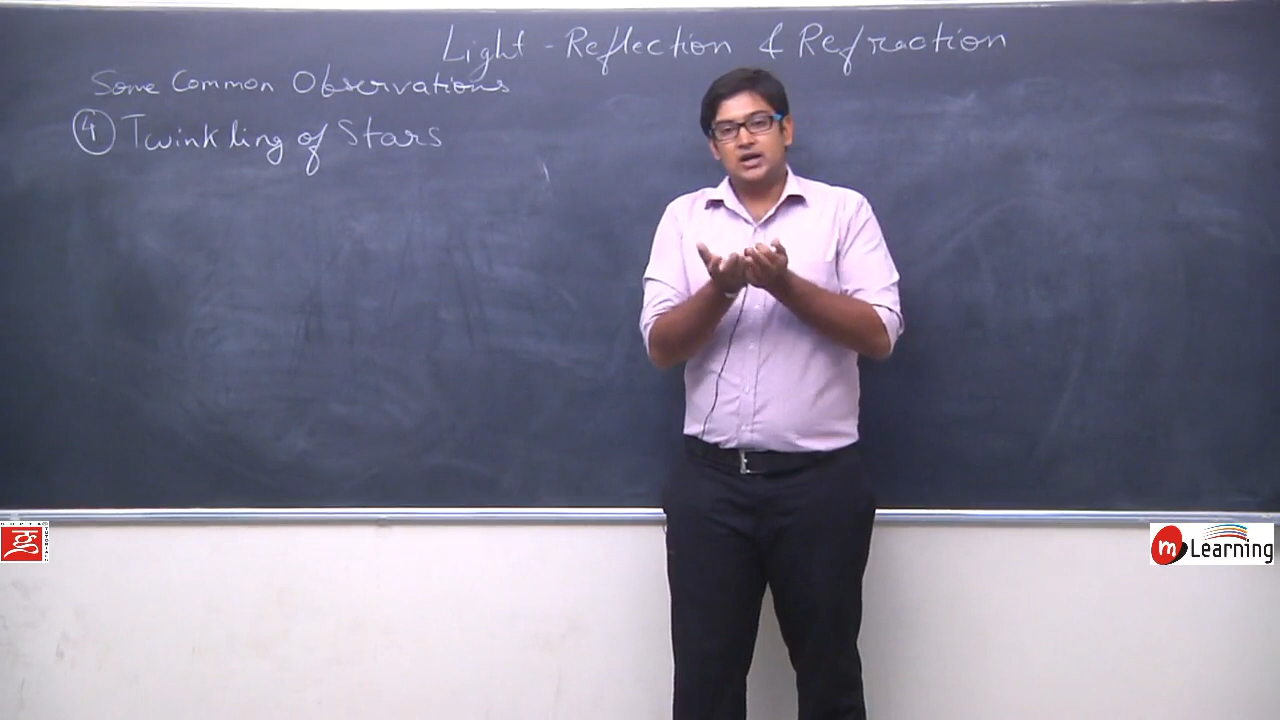 Light - Reflection & Refraction
Some Common Observations
4 Twinkling of Stars
m Learning